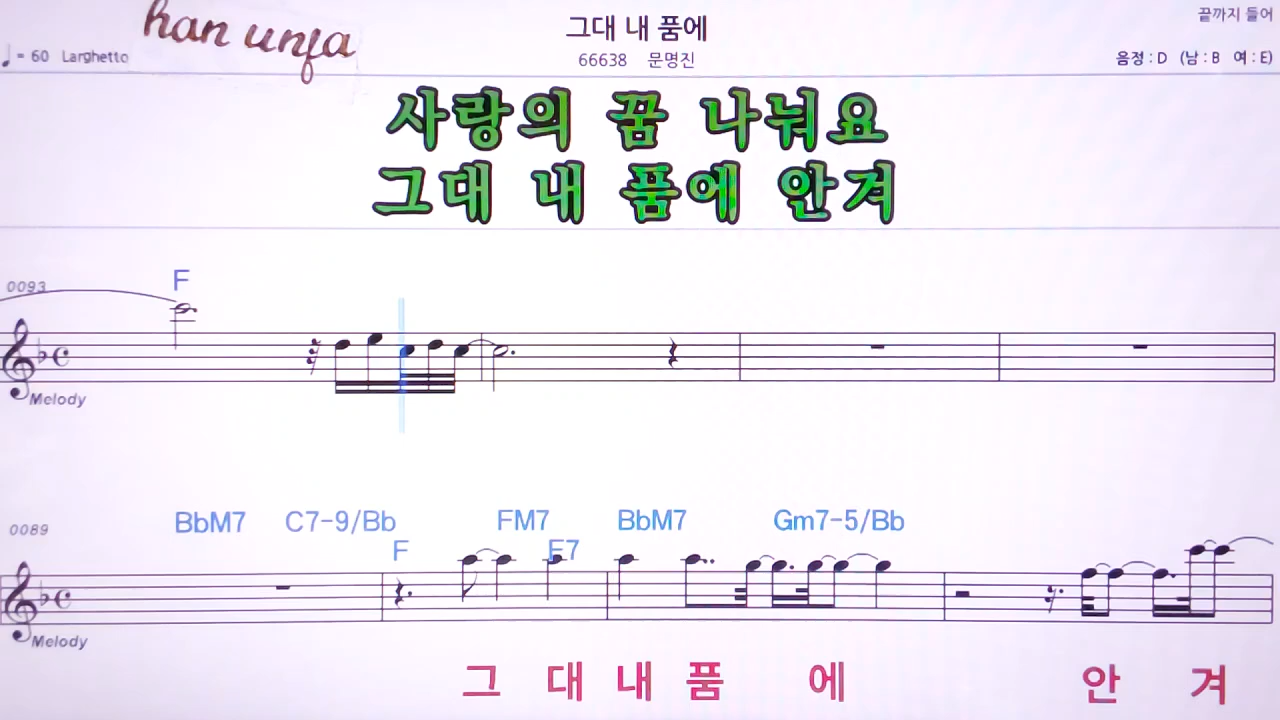 han unja
그대 내 품에
끝까지 들어
♩= 60 Larghetto
66638 문명진
음정 : D (남 : B 여 : E)
사랑의 꿈 나눠요
그대 내 품에 안겨
0093 F
Melody
0089 BbM7 C7-9/Bb FM7 BbM7 Gm7-5/Bb
F E7
Melody
그 대 내 품 에 안 겨